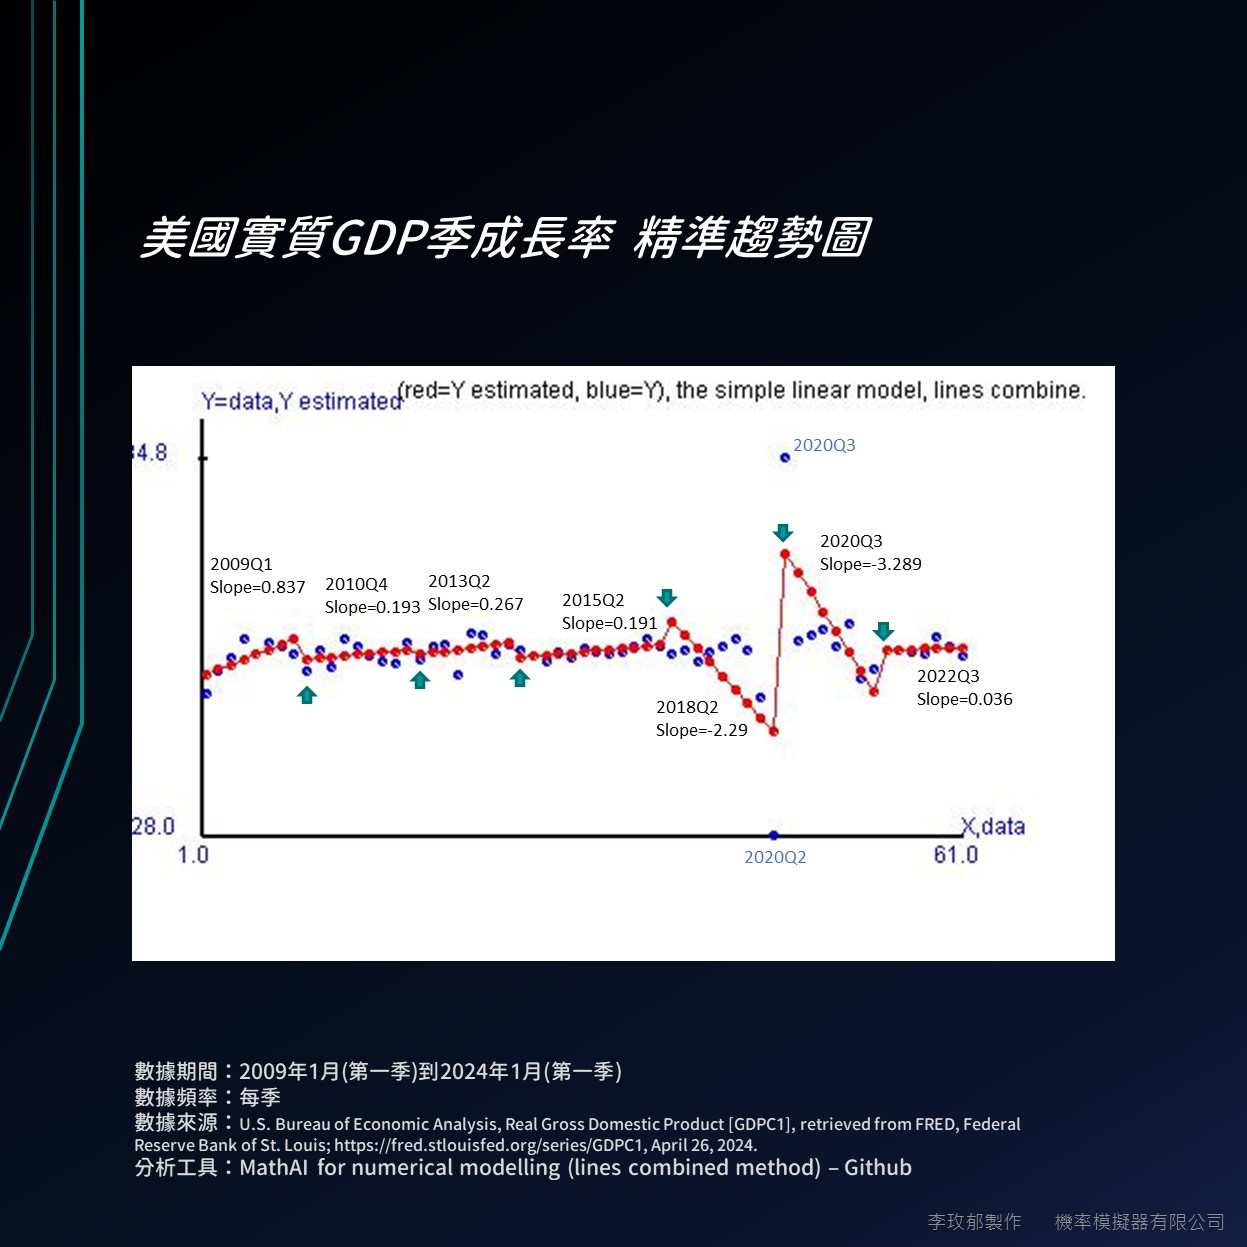 美國實質GDP季成長率 精準趨勢圖
(red=Y estimated, blue=Y), the simple linear model, lines combine.
Y=data,Y estimated
4.8
2020Q3
2009Q1
Slope=0.837
2010Q4
Slope=0.193
2013Q2
Slope=0.267
2015Q2
Slope=0.191
2020Q3
Slope=-3.289
2018Q2
Slope=-2.29
2022Q3
Slope=0.036
28.0
X,data
1.0
2020Q2
61.0
數據期間：2009年1月(第一季)到2024年1月(第一季)
數據頻率：每季
數據來源：U.S. Bureau of Economic Analysis, Real Gross Domestic Product [GDPC1], retrieved from FRED, Federal
Reserve Bank of St. Louis; https://fred.stlouisfed.org/series/GDPC1, April 26, 2024.
分析工具：MathAI for numerical modelling (lines combined method) – Github
李玫郁製作 機率模擬器有限公司